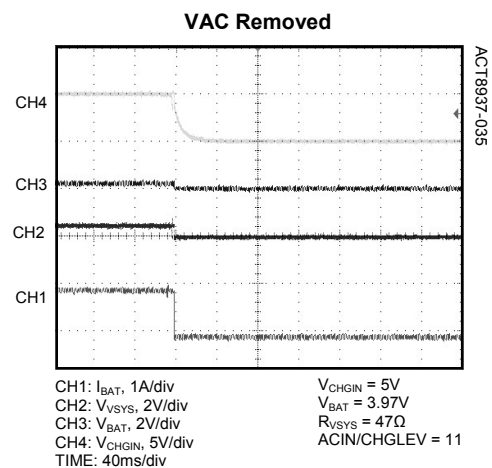 VAC Removed
ACT8937-035
CH4
CH3
CH2
CH1
CH1: IBAT, 1A/div
CH2: VVSYS, 2V/div
CH3: VBAT, 2V/div
CH4: VCHGIN, 5V/div
TIME: 40ms/div
VCHGIN = 5V
VBAT = 3.97V
RVSYS = 47Ω
ACIN/CHGLEV = 11